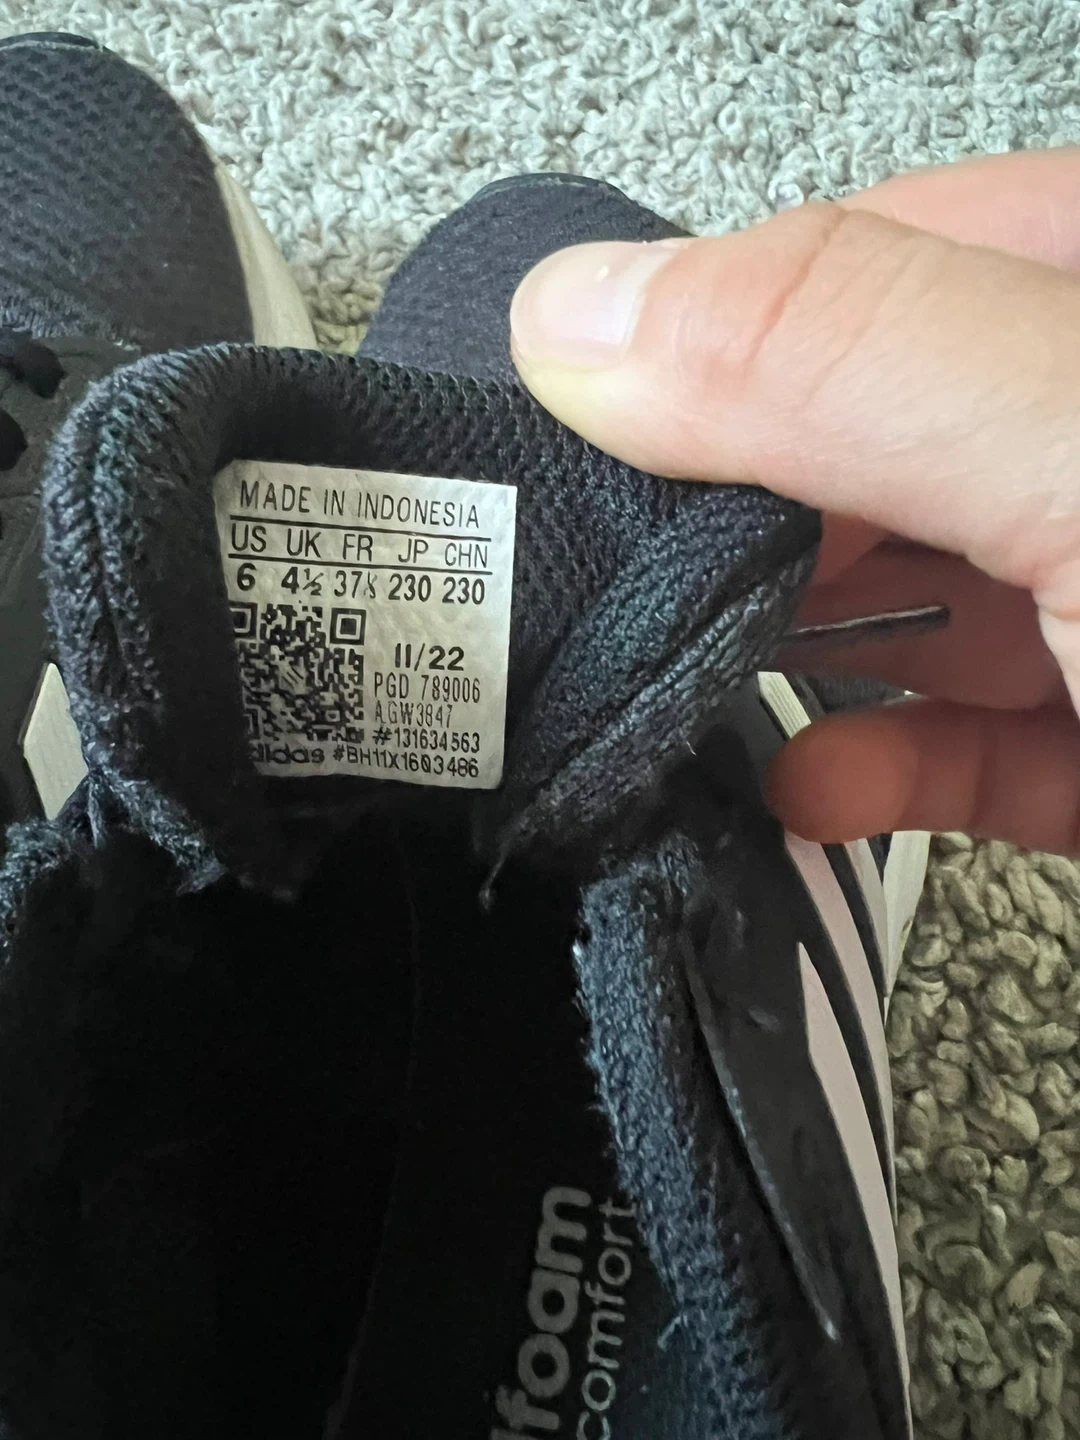 MADE IN INDONESIA
US UK FR JP CHN
6 4½ 37⅓ 230 230
11/22
PGD 789006
AGW3847
#131634563
adidas #BH11X1603486
foam
comfort